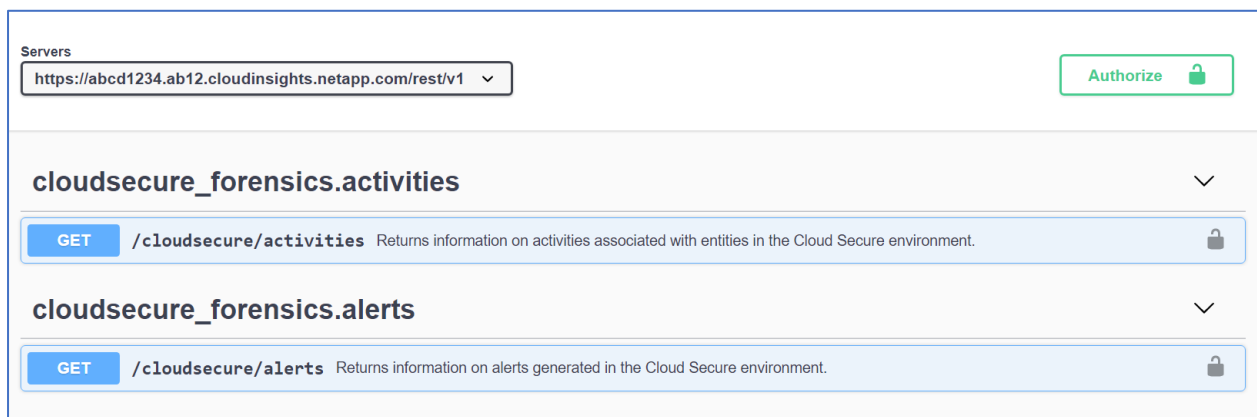 Servers
https://abcd1234.ab12.cloudinsights.netapp.com/rest/v1
Authorize
cloudsecure_forensics.activities
GET /cloudsecure/activities Returns information on activities associated with entities in the Cloud Secure environment.
cloudsecure_forensics.alerts
GET /cloudsecure/alerts Returns information on alerts generated in the Cloud Secure environment.